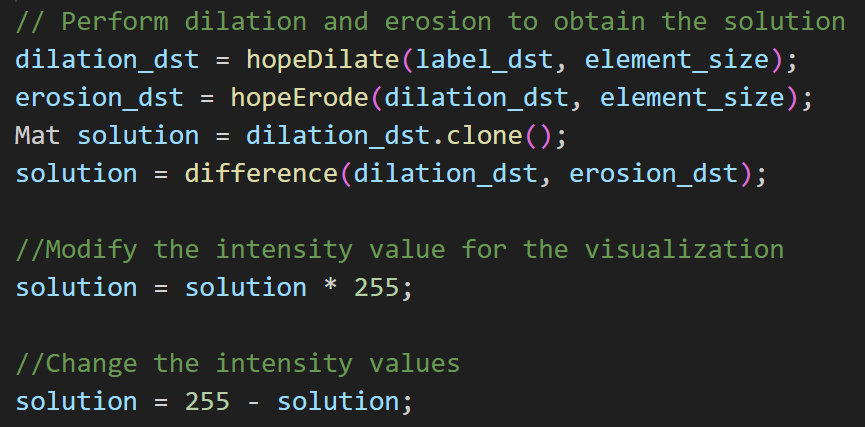 // Perform dilation and erosion to obtain the solution
dilation_dst = hopeDilate(label_dst, element_size);
erosion_dst = hopeErode(dilation_dst, element_size);
Mat solution = dilation_dst.clone();
solution = difference(dilation_dst, erosion_dst);
//Modify the intensity value for the visualization
solution = solution * 255;
//Change the intensity values
solution = 255 - solution;